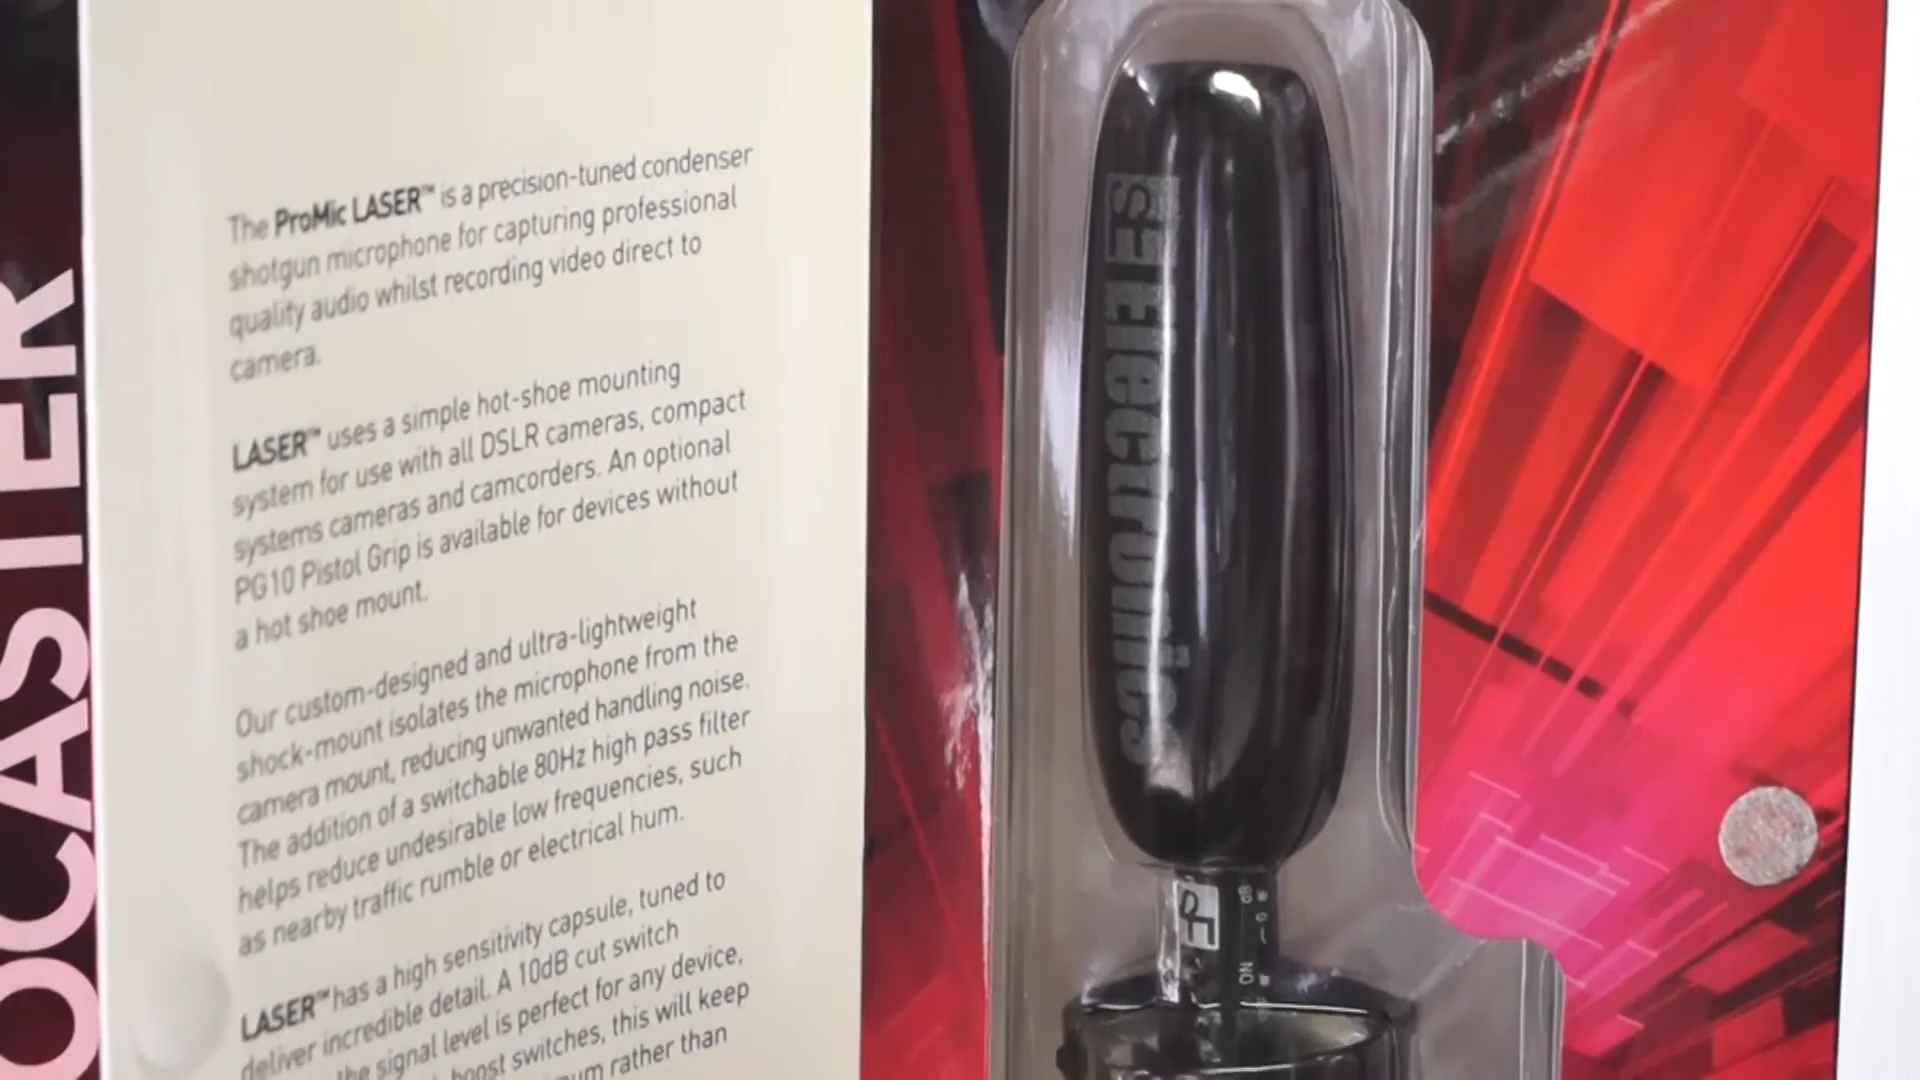 OCASTER
The ProMic LASER™ is a precision-tuned condenser
shotgun microphone for capturing professional
quality audio whilst recording video direct to
camera.
LASER™ uses a simple hot-shoe mounting
system for use with all DSLR cameras, compact
systems cameras and camcorders. An optional
PG10 Pistol Grip is available for devices without
a hot shoe mount.
Our custom-designed and ultra-lightweight
shock-mount isolates the microphone from the
camera mount, reducing unwanted handling noise.
The addition of a switchable 80Hz high pass filter
helps reduce undesirable low frequencies, such
as nearby traffic rumble or electrical hum.
LASER™ has a high sensitivity capsule, tuned to
deliver incredible detail. A 10dB cut switch
the signal level is perfect for any device.
boost switches, this will keep
rather than
sE Electronics
dB
ON